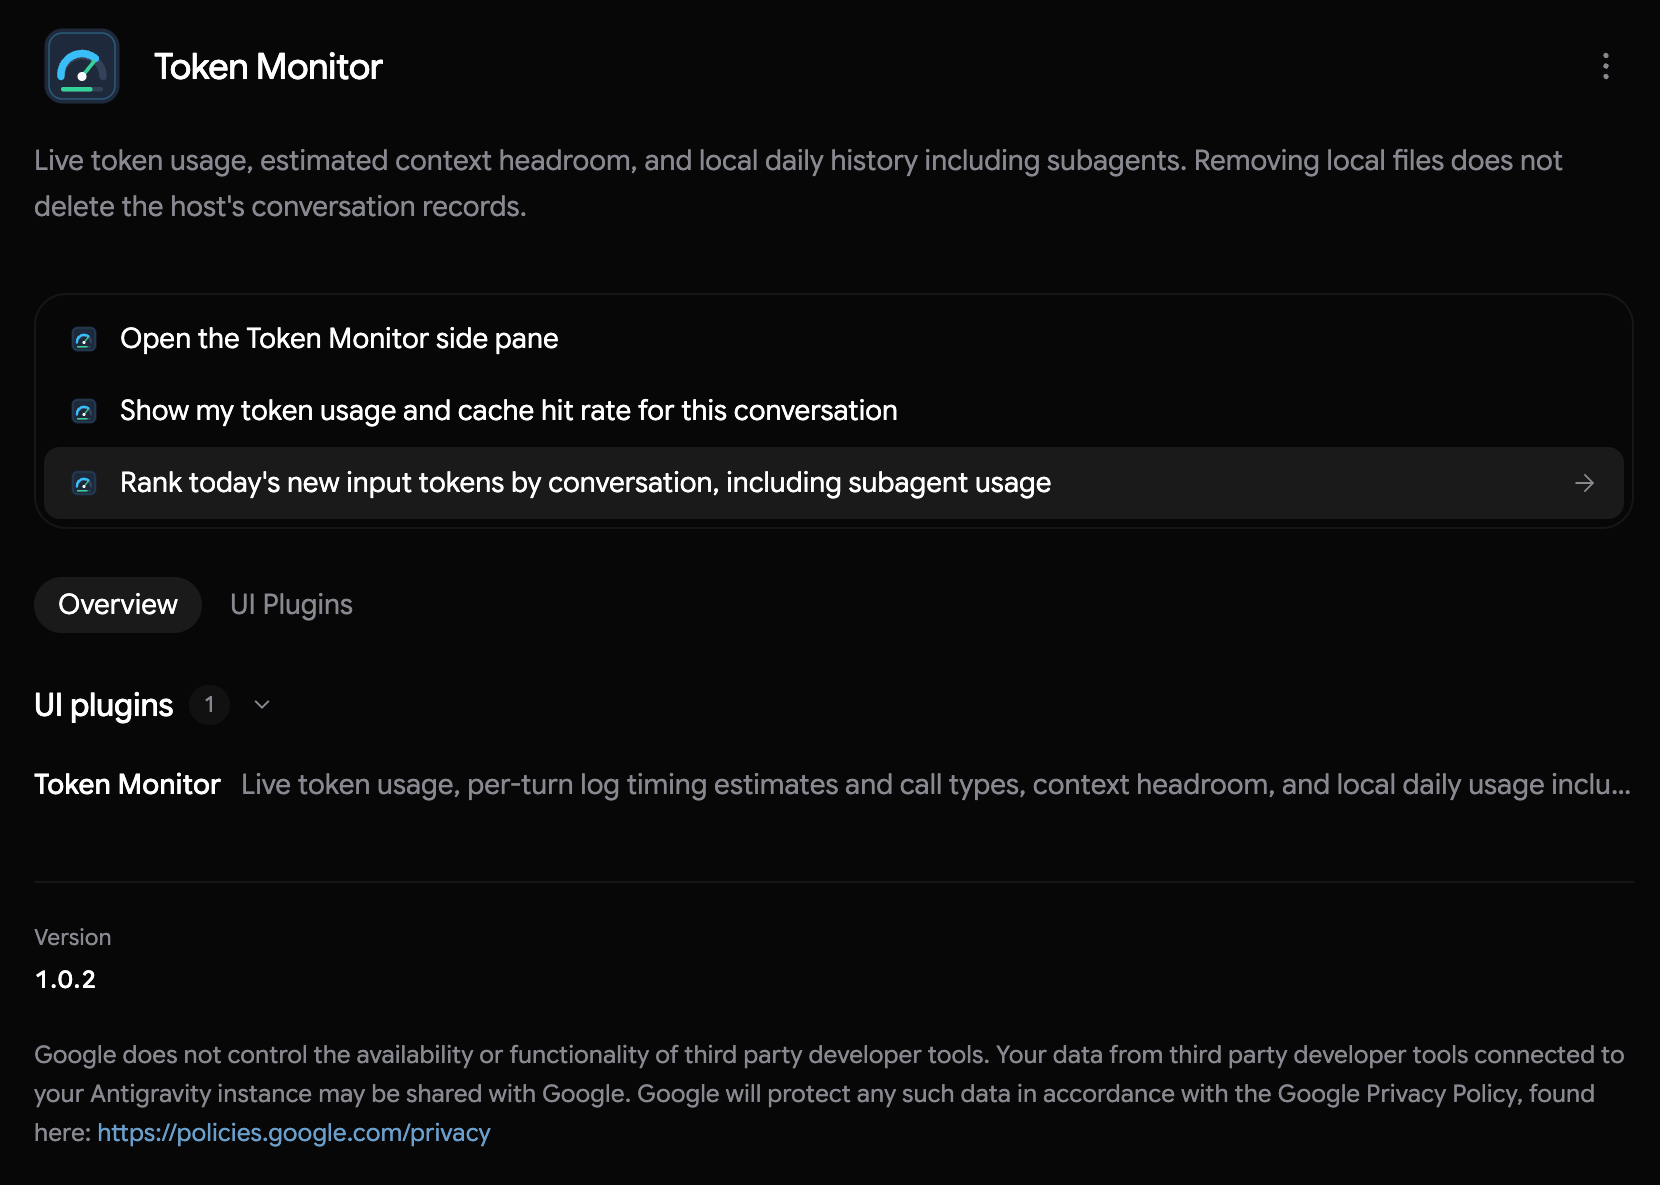 Token Monitor
Live token usage, estimated context headroom, and local daily history including subagents. Removing local files does not
delete the host's conversation records.
Open the Token Monitor side pane
Show my token usage and cache hit rate for this conversation
Rank today's new input tokens by conversation, including subagent usage
Overview UI Plugins
UI plugins 1
Token Monitor Live token usage, per-turn log timing estimates and call types, context headroom, and local daily usage inclu...
Version
1.0.2
Google does not control the availability or functionality of third party developer tools. Your data from third party developer tools connected to
your Antigravity instance may be shared with Google. Google will protect any such data in accordance with the Google Privacy Policy, found
here: https://policies.google.com/privacy